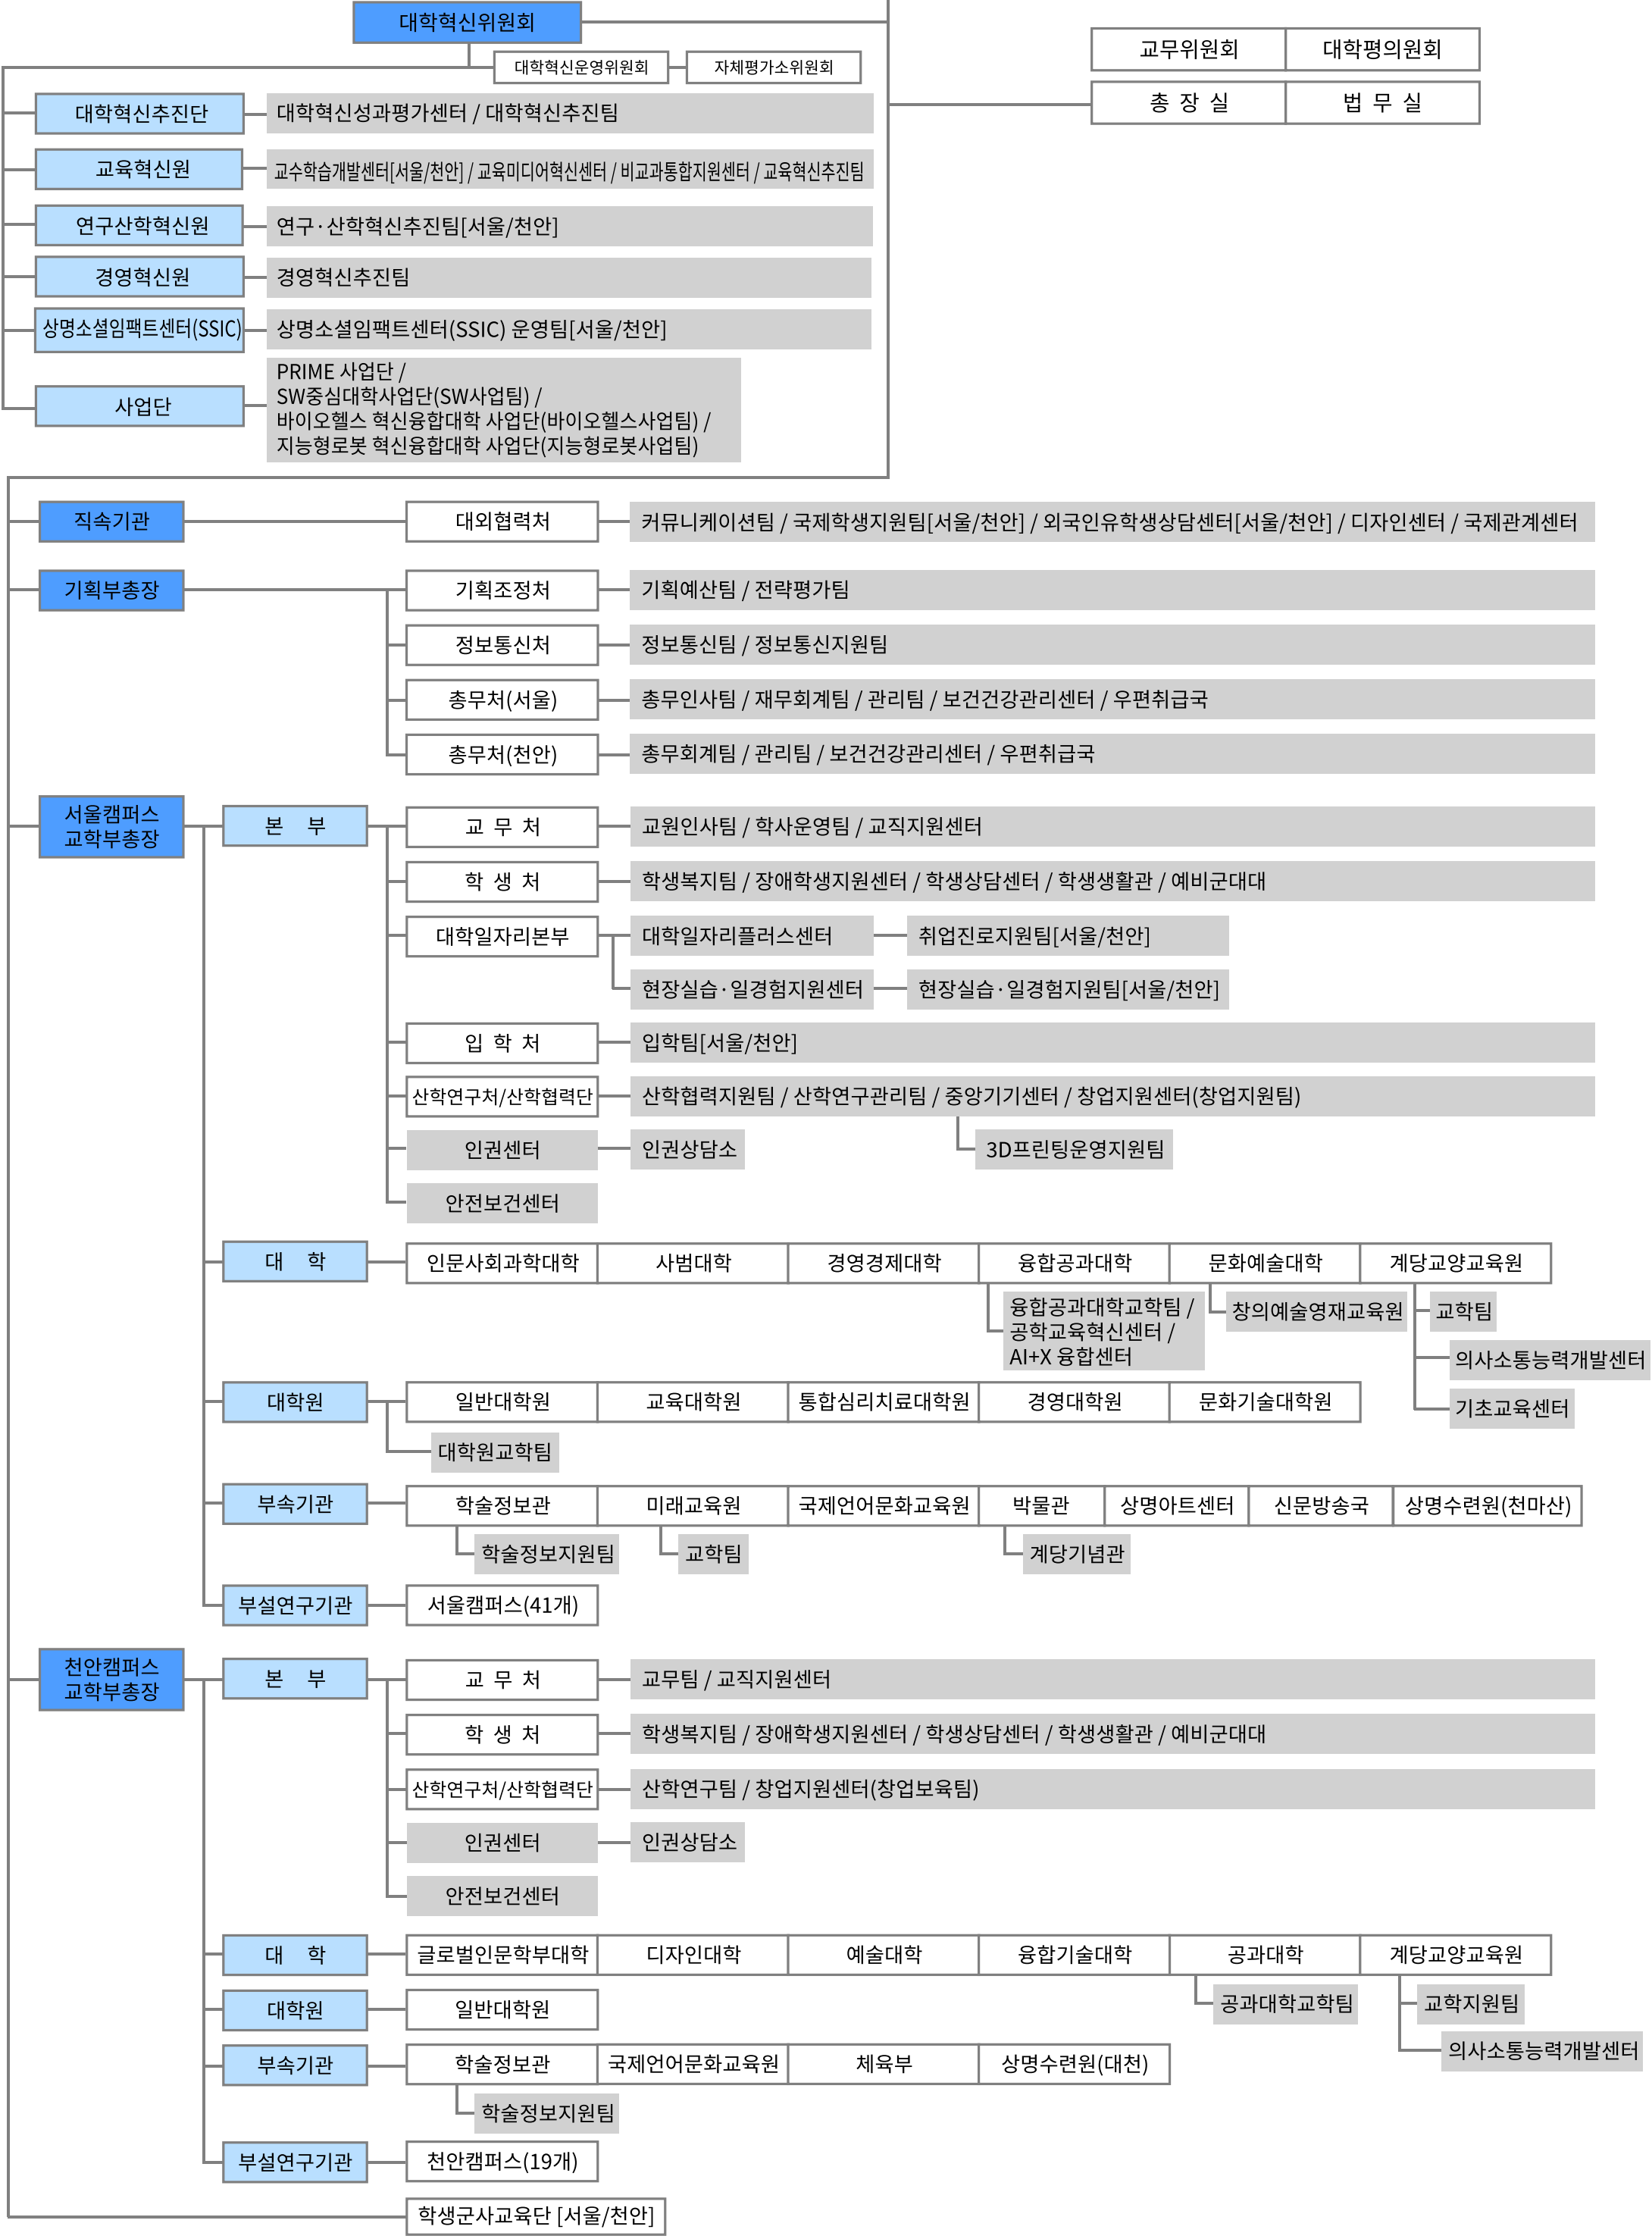 대학혁신위원회
교무위원회 대학평의원회
대학혁신운영위원회 자체평가소위원회
총 장 실 법 무 실
대학혁신추진단 대학혁신성과평가센터 / 대학혁신추진팀
교육혁신원 교수학습개발센터[서울/천안] / 교육미디어혁신센터 / 비교과통합지원센터 / 교육혁신추진팀
연구산학혁신원 연구·산학혁신추진팀[서울/천안]
경영혁신원 경영혁신추진팀
상명소셜임팩트센터(SSIC) 상명소셜임팩트센터(SSIC) 운영팀[서울/천안]
사업단
PRIME 사업단 /
SW중심대학사업단(SW사업팀) /
바이오헬스 혁신융합대학 사업단(바이오헬스사업팀) /
지능형로봇 혁신융합대학 사업단(지능형로봇사업팀)
직속기관 대외협력처 커뮤니케이션팀 / 국제학생지원팀[서울/천안] / 외국인유학생상담센터[서울/천안] / 디자인센터 / 국제관계센터
기획부총장 기획조정처 기획예산팀 / 전략평가팀
정보통신처 정보통신팀 / 정보통신지원팀
총무처(서울) 총무인사팀 / 재무회계팀 / 관리팀 / 보건건강관리센터 / 우편취급국
총무처(천안) 총무회계팀 / 관리팀 / 보건건강관리센터 / 우편취급국
서울캠퍼스
교학부총장
본 부 교 무 처 교원인사팀 / 학사운영팀 / 교직지원센터
학 생 처 학생복지팀 / 장애학생지원센터 / 학생상담센터 / 학생생활관 / 예비군대대
대학일자리본부 대학일자리플러스센터 취업진로지원팀[서울/천안]
현장실습·일경험지원센터 현장실습·일경험지원팀[서울/천안]
입 학 처 입학팀[서울/천안]
산학연구처/산학협력단 산학협력지원팀 / 산학연구관리팀 / 중앙기기센터 / 창업지원센터(창업지원팀)
인권센터 인권상담소 3D프린팅운영지원팀
안전보건센터
대 학 인문사회과학대학 사범대학 경영경제대학 융합공과대학 문화예술대학 계당교양교육원
융합공과대학교학팀 /
공학교육혁신센터 /
AI+X 융합센터
창의예술영재교육원 교학팀
의사소통능력개발센터
기초교육센터
대학원 일반대학원 교육대학원 통합심리치료대학원 경영대학원 문화기술대학원
대학원교학팀
부속기관 학술정보관 미래교육원 국제언어문화교육원 박물관 상명아트센터 신문방송국 상명수련원(천마산)
학술정보지원팀 교학팀 계당기념관
부설연구기관 서울캠퍼스(41개)
천안캠퍼스
교학부총장
본 부 교 무 처 교무팀 / 교직지원센터
학 생 처 학생복지팀 / 장애학생지원센터 / 학생상담센터 / 학생생활관 / 예비군대대
산학연구처/산학협력단 산학연구팀 / 창업지원센터(창업보육팀)
인권센터 인권상담소
안전보건센터
대 학 글로벌인문학부대학 디자인대학 예술대학 융합기술대학 공과대학 계당교양교육원
공과대학교학팀 교학지원팀
의사소통능력개발센터
대학원 일반대학원
부속기관 학술정보관 국제언어문화교육원 체육부 상명수련원(대천)
학술정보지원팀
부설연구기관 천안캠퍼스(19개)
학생군사교육단 [서울/천안]